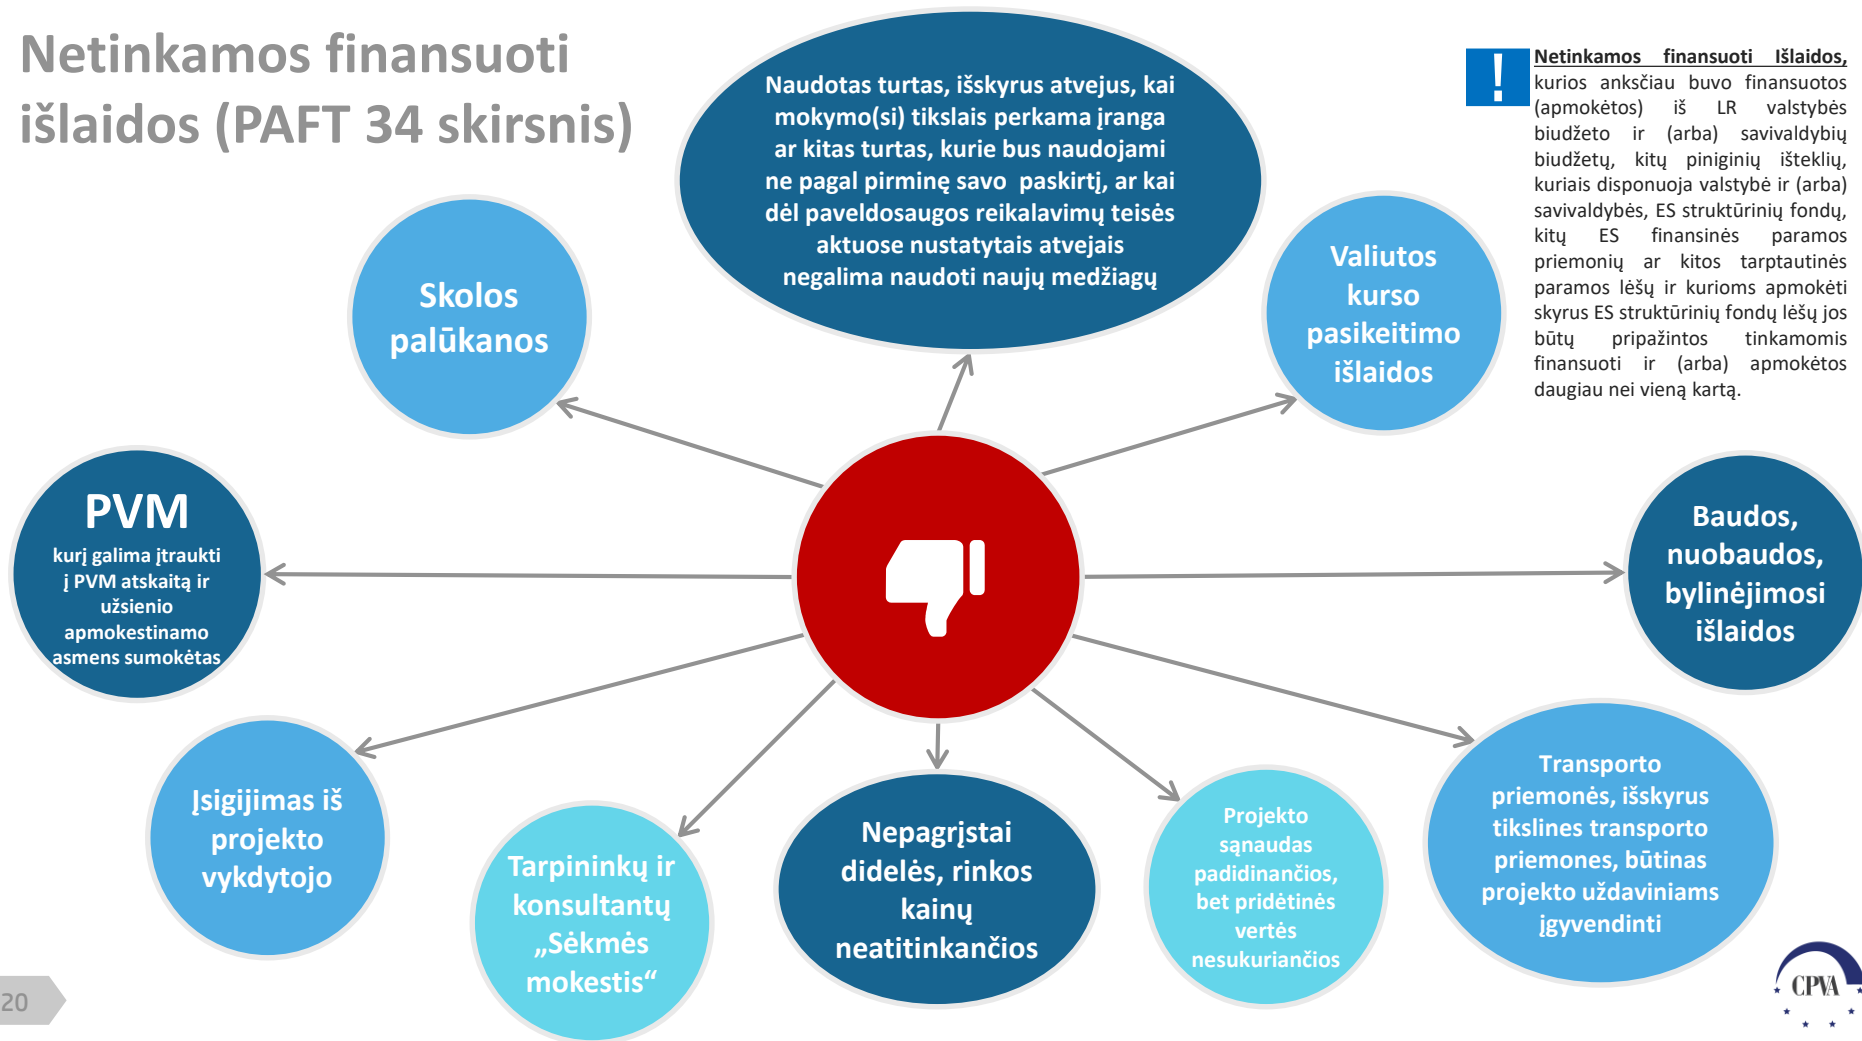 Netinkamos finansuoti
išlaidos (PAFT 34 skirsnis)
Naudotas turtas, išskyrus atvejus, kai
mokymo(si) tikslais perkama įranga
ar kitas turtas, kurie bus naudojami
ne pagal pirminę savo paskirtį, ar kai
dėl paveldosaugos reikalavimų teisės
aktuose nustatytais atvejais
negalima naudoti naujų medžiagų
!
Netinkamos finansuoti Išlaidos,
kurios anksčiau buvo finansuotos
(apmokėtos) iš LR valstybės
biudžeto ir (arba) savivaldybių
biudžetų, kitų piniginių išteklių,
kuriais disponuoja valstybė ir (arba)
savivaldybės, ES struktūrinių fondų,
kitų ES finansinės paramos
priemonių ar kitos tarptautinės
paramos lėšų ir kurioms apmokėti
skyrus ES struktūrinių fondų lėšų jos
būtų pripažintos tinkamomis
finansuoti ir (arba) apmokėtos
daugiau nei vieną kartą.
Skolos
palūkanos
Valiutos
kurso
pasikeitimo
išlaidos
PVM
kurį galima įtraukti
į PVM atskaitą ir
užsienio
apmokestinamo
asmens sumokėtas
Baudos,
nuobaudos,
bylinėjimosi
išlaidos
Įsigijimas iš
projekto
vykdytojo
Tarpininkų ir
konsultantų
„Sėkmės
mokestis“
Nepagrįstai
didelės, rinkos
kainų
neatitinkančios
Projekto
sąnaudas
padidinančios,
bet pridėtinės
vertės
nesukuriančios
Transporto
priemonės, išskyrus
tikslines transporto
priemones, būtinas
projekto uždaviniams
įgyvendinti
20
CPVA